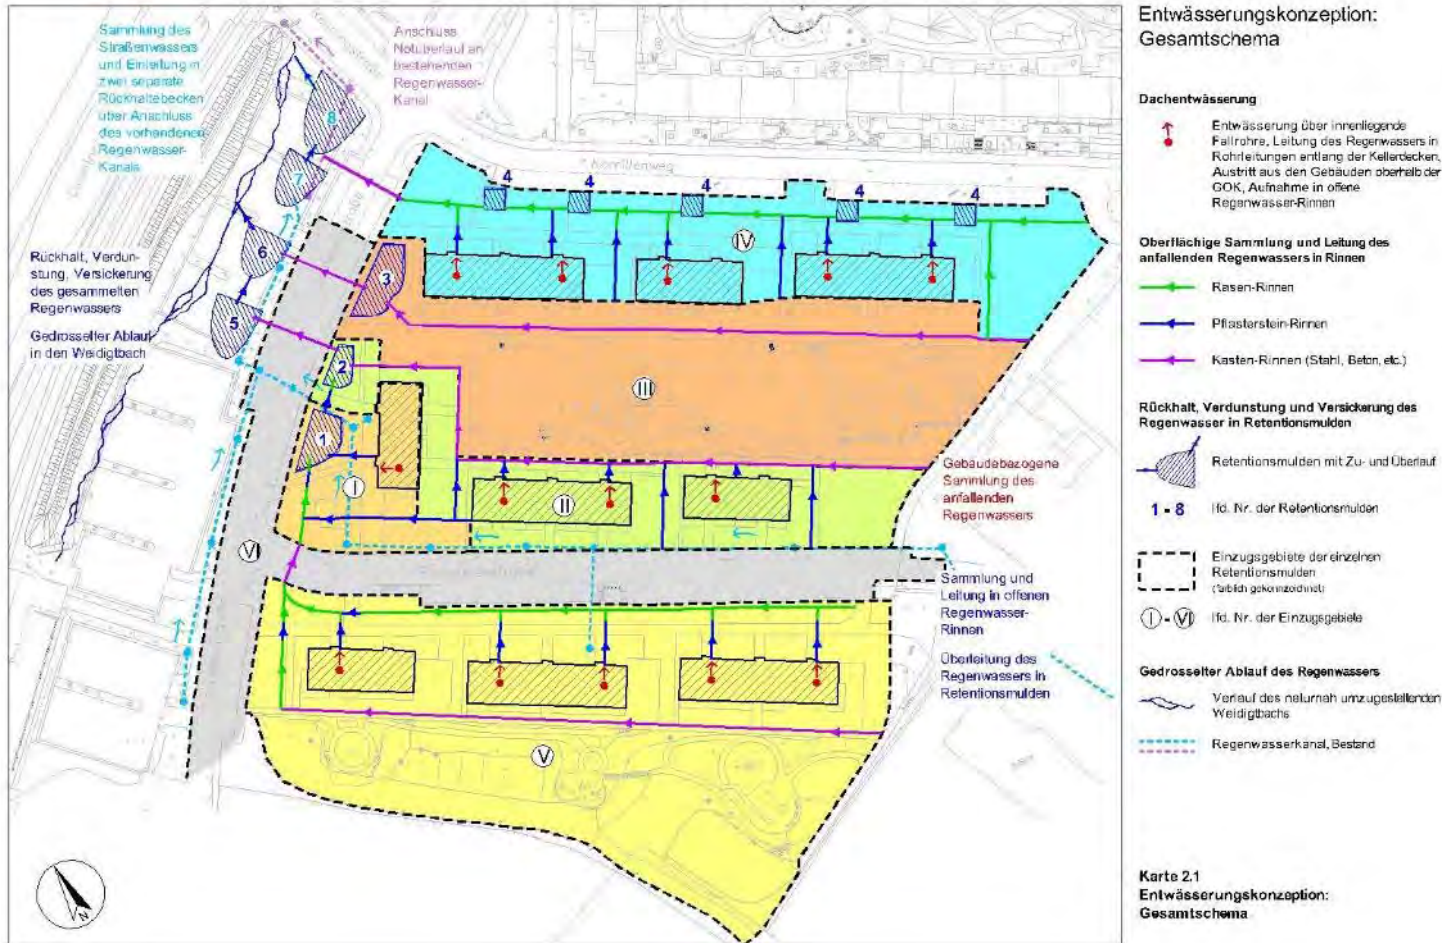 Entwässerungskonzeption:
Gesamtschema
Dachentwässerung
Entwässerung über innenliegende
Fallrohre, Leitung des Regenwassers in
Rohrleitungen entlang der Kellerdecken,
Austritt aus den Gebäuden oberhalb der
GOK, Aufnahme in offene
Regenwasser-Rinnen
Oberflächige Sammlung und Leitung des
anfallenden Regenwassers in Rinnen
Rasen-Rinnen
Pflasterstein-Rinnen
Kasten-Rinnen (Stahl, Beton, etc.)
Rückhalt, Verdunstung und Versickerung des
Regenwasser in Retentionsmulden
Retentionsmulden mit Zu- und Überlauf
1 - 8 lfd. Nr. der Retentionsmulden
Einzugsgebiete der einzelnen
Retentionsmulden
(farblich gekennzeichnet)
I - VI lfd. Nr. der Einzugsgebiete
Gedrosselter Ablauf des Regenwassers
Verlauf des naturnah umzugestaltenden
Weidigtbachs
Regenwasserkanal, Bestand
Karte 2.1
Entwässerungskonzeption:
Gesamtschema
Sammlung des
Straßenwassers
und Einleitung in
zwei separate
Rückhaltebecken
über Anschluss
des vorhandenen
Regenwasser-
Kanals
Anschluss
Notüberlauf an
bestehenden
Regenwasser-
Kanal
Rückhalt, Verdun-
stung, Versickerung
des gesammelten
Regenwassers
Gedrosselter Ablauf
in den Weidigtbach
Gebäudebazogene
Sammlung des
anfallenden
Regenwassers
Sammlung und
Leitung in offenen
Regenwasser-
Rinnen
Überleitung des
Regenwassers in
Retentionsmulden
8
7
6
5
4
4
4
4
4
3
2
1
I
II
III
IV
V
VI
N